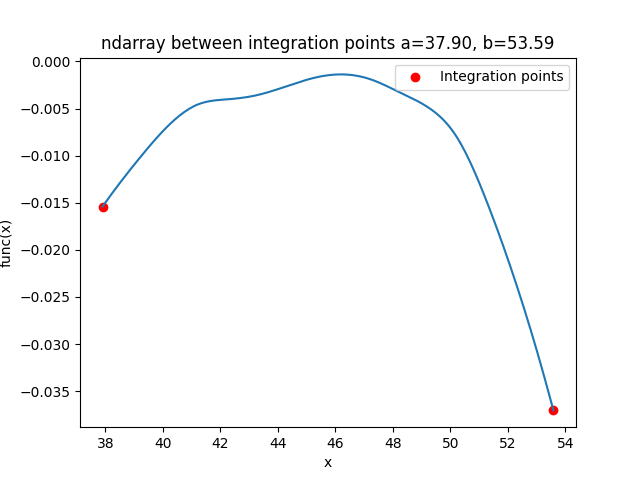 ndarray between integration points a=37.90, b=53.59
Integration points
func(x)
0.000
−0.005
−0.010
−0.015
−0.020
−0.025
−0.030
−0.035
38 40 42 44 46 48 50 52 54
x